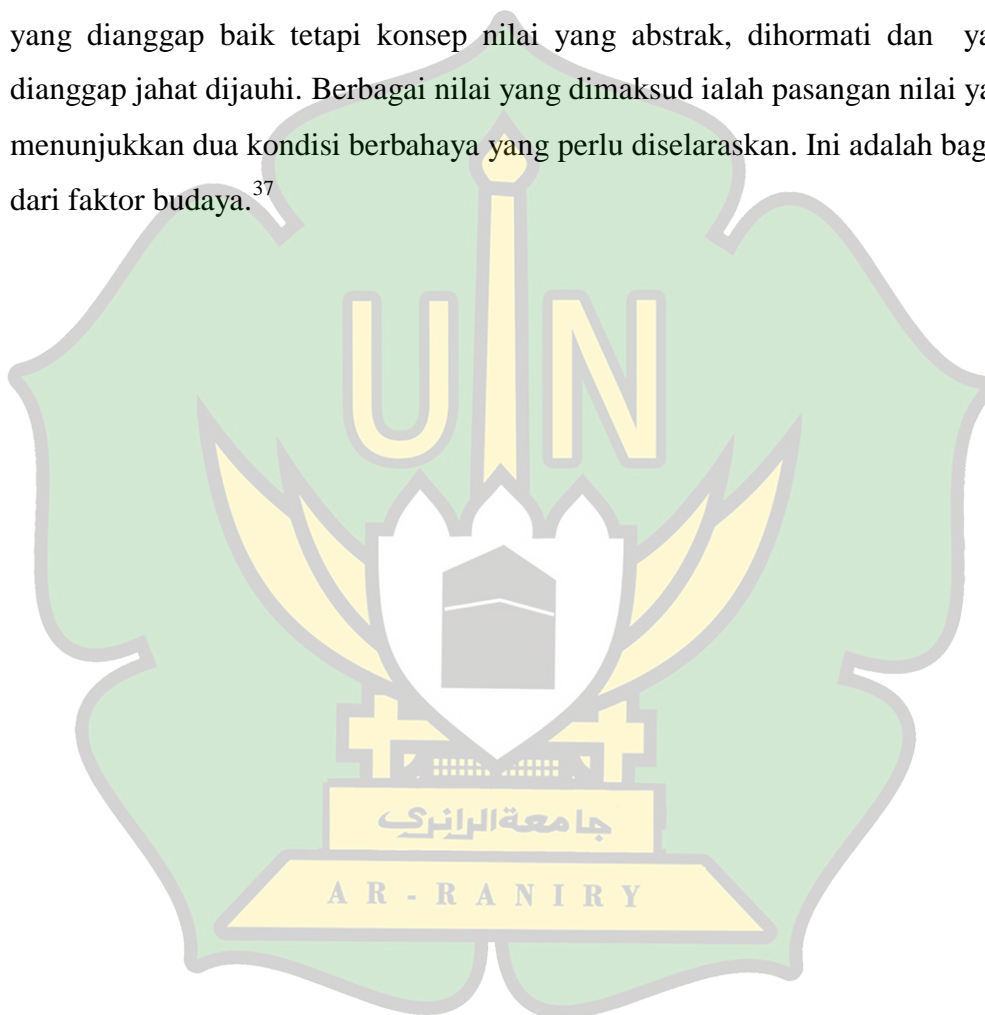 yang dianggap baik tetapi konsep nilai yang abstrak, dihormati dan
dianggap jahat dijauhi. Berbagai nilai yang dimaksud ialah pasangan nilai
menunjukkan dua kondisi berbahaya yang perlu diselaraskan. Ini adalah
dari faktor budaya.37
U N
جامعةالرانري
AR-RANIRY